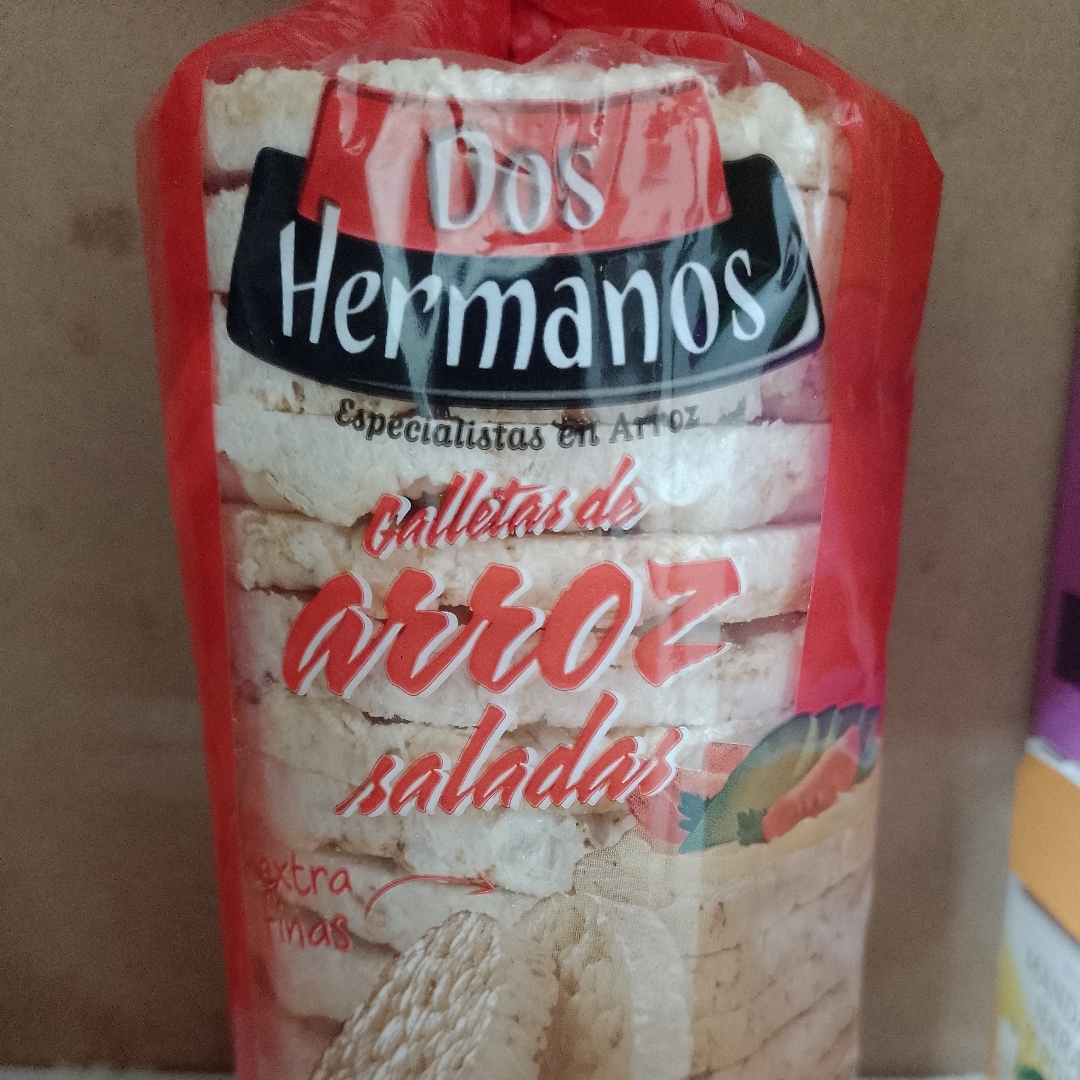 Dos
Hermanos
Especialistas en Arroz
Galletas de
arroz
saladas
extra
finas